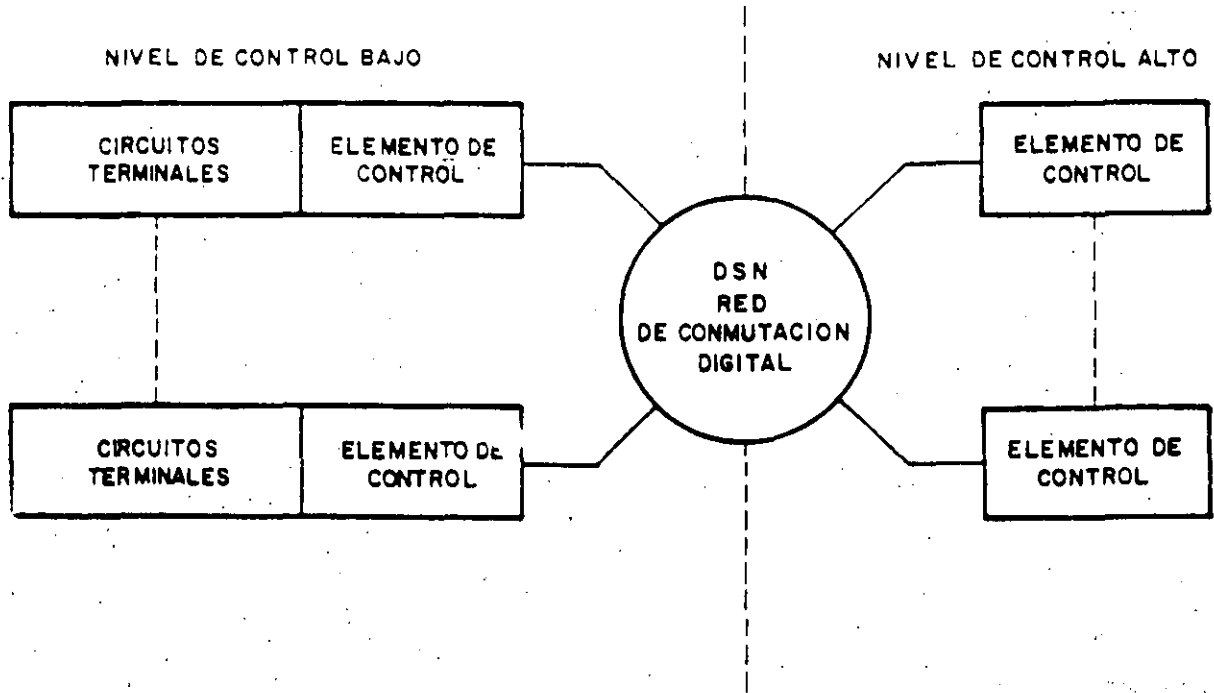 NIVEL DE CONTROL BAJO
NIVEL DE CONTROL ALTO
CIRCUITOS
TERMINALES
ELEMENTO DE
CONTROL
ELEMENTO DE
CONTROL
DSN
RED
DE CONMUTACION
DIGITAL
CIRCUITOS
TERMINALES
ELEMENTO DE
CONTROL
ELEMENTO DE
CONTROL